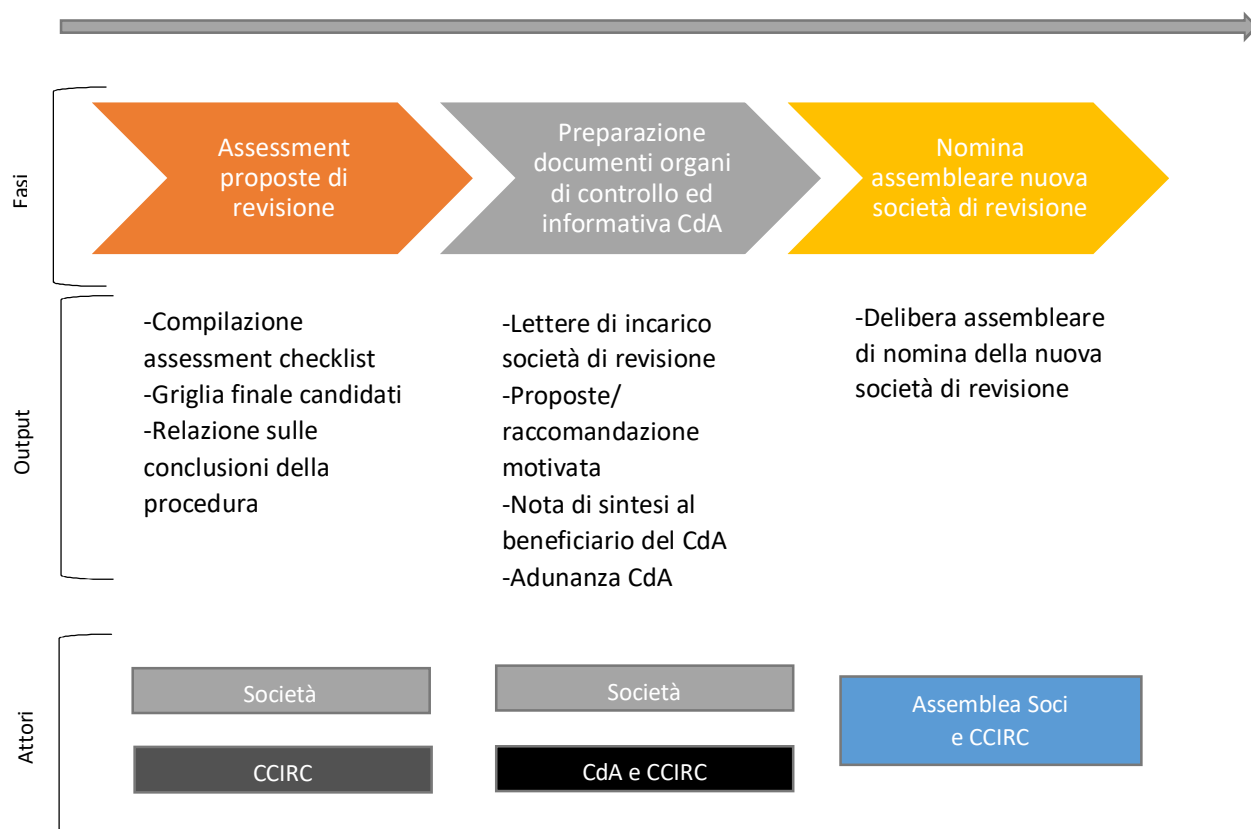 Fasi
Assessment
proposte di
revisione
Preparazione
documenti organi
di controllo ed
informativa CdA
Nomina
assembleare nuova
società di revisione
Output
-Compilazione
assessment checklist
-Griglia finale candidati
-Relazione sulle
conclusioni della
procedura
-Lettere di incarico
società di revisione
-Proposte/
raccomandazione
motivata
-Nota di sintesi al
beneficiario del CdA
-Adunanza CdA
-Delibera assembleare
di nomina della nuova
società di revisione
Attori
Società
CCIRC
Società
CdA e CCIRC
Assemblea Soci
e CCIRC